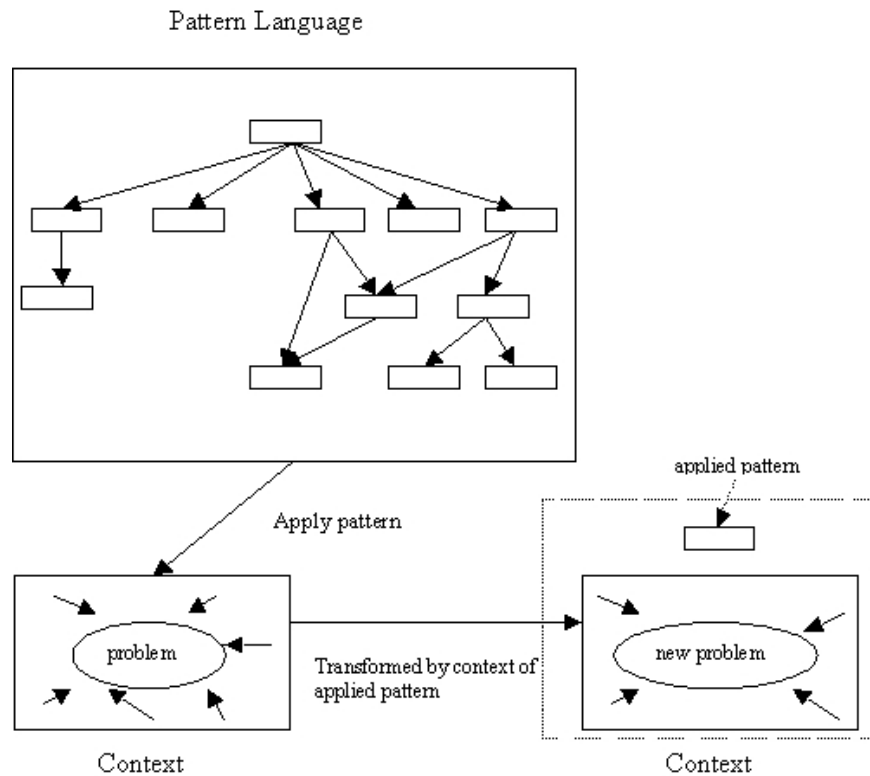 Pattern Language
applied pattern
Apply pattern
problem
new problem
Transformed by context of
applied pattern
Context
Context